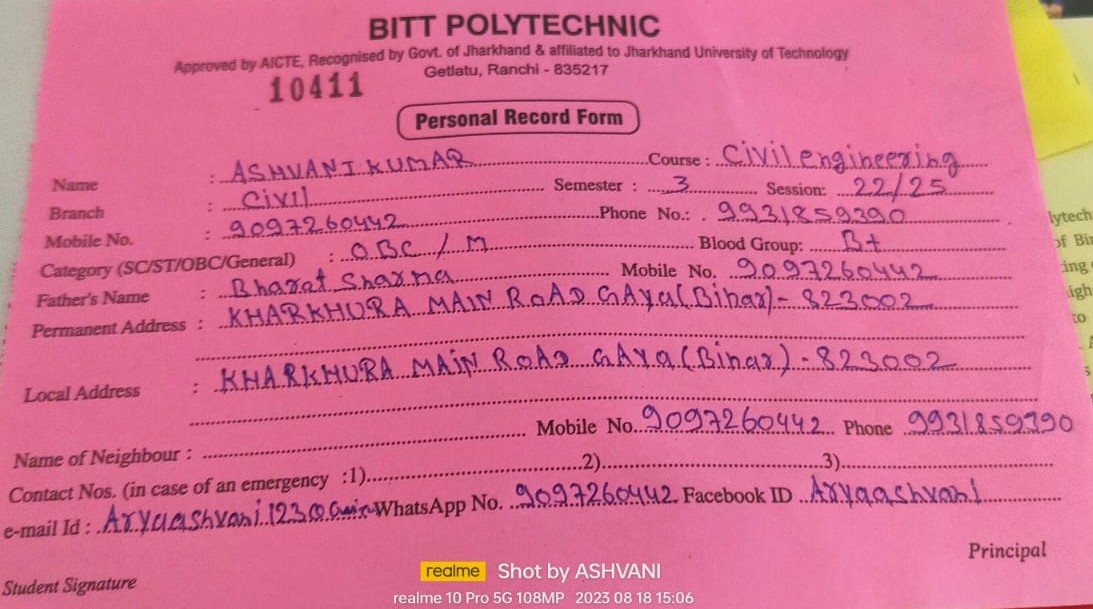 BITT POLYTECHNIC
Approved by AICTE, Recognised by Govt. of Jharkhand & affiliated to Jharkhand University of Technology
Getlatu, Ranchi - 835217
10411
Personal Record Form
Name : ASHVANI KUMAR Course : Civil engineering
Branch : Civil Semester : 3 Session: 22/25
Mobile No. : 9097260442 Phone No.: 9931859390
Category (SC/ST/OBC/General) : OBC / M Blood Group: B+
Father's Name : Bharat Sharma Mobile No. 9097260442
Permanent Address : KHARKHURA MAIN ROAD GAYa (Bihar) - 823002
Local Address : KHARKHURA MAiN ROAD GAYa (Bihar) - 823002
Name of Neighbour : Mobile No. 9097260442 Phone 9931859390
Contact Nos. (in case of an emergency :1) 2) 3)
e-mail Id : Aryaashvani123@ WhatsApp No. 9097260442 Facebook ID Aryaashvani
Principal
Student Signature
realme Shot by ASHVANI
realme 10 Pro 5G 108MP 2023 08 18 15:06
lytech
of Bi
ing
igh
to